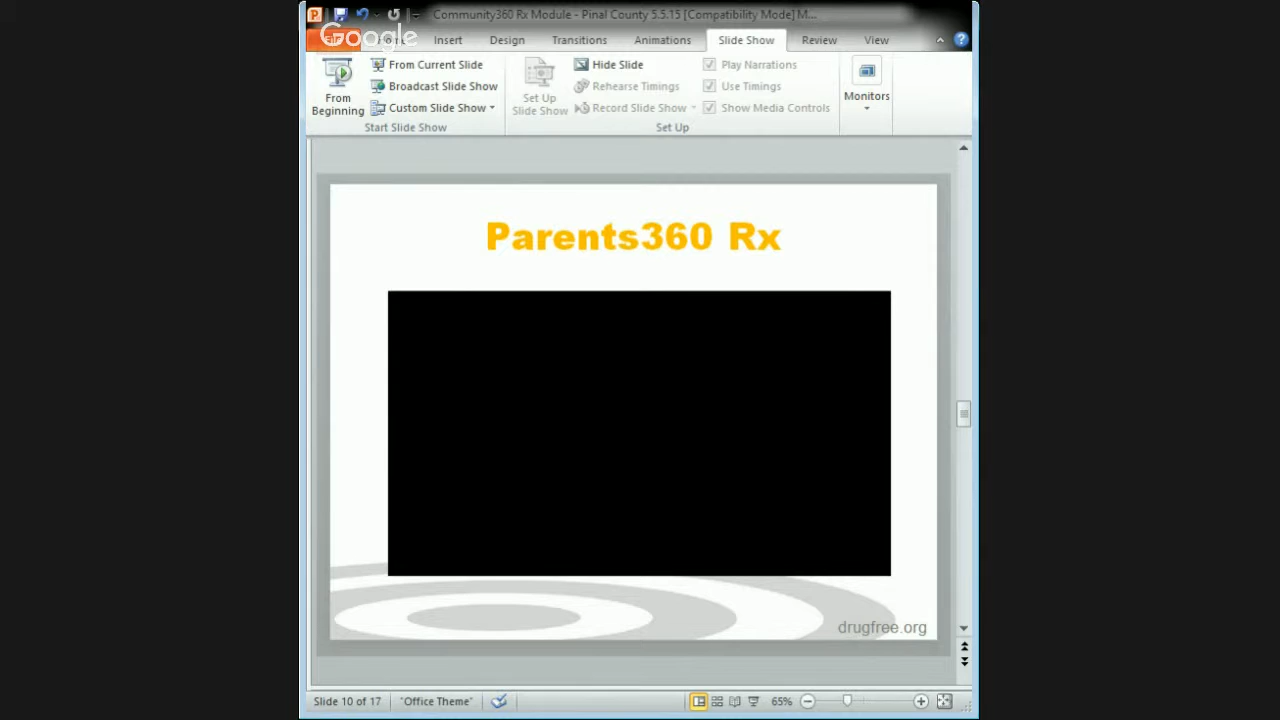 Community360 Rx Module - Pinal County 5.5.15 [Compatibility Mode] M...
Google
Insert Design Transitions Animations Slide Show Review View
From Beginning
From Current Slide
Broadcast Slide Show
Custom Slide Show
Start Slide Show
Set Up Slide Show
Hide Slide
Rehearse Timings
Record Slide Show
Play Narrations
Use Timings
Show Media Controls
Set Up
Monitors
Parents360 Rx
drugfree.org
Slide 10 of 17 "Office Theme" 65%